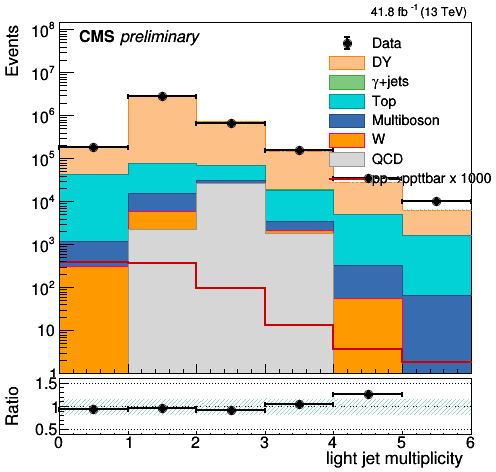 41.8 fb⁻¹ (13 TeV)
CMS preliminary
Events
10⁸
10⁷
10⁶
10⁵
10⁴
10³
10²
10
1
Data
DY
γ+jets
Top
Multiboson
W
QCD
x 1000
Ratio
1.5
1
0.5
0 1 2 3 4 5 6
light jet multiplicity